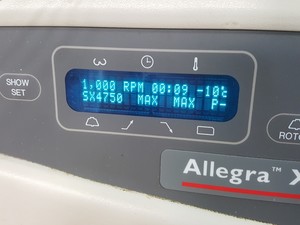 SHOW
SET
1,000 RPM 00:09 -10℃
SX4750 MAX MAX P-
ROTO
Allegra™ X